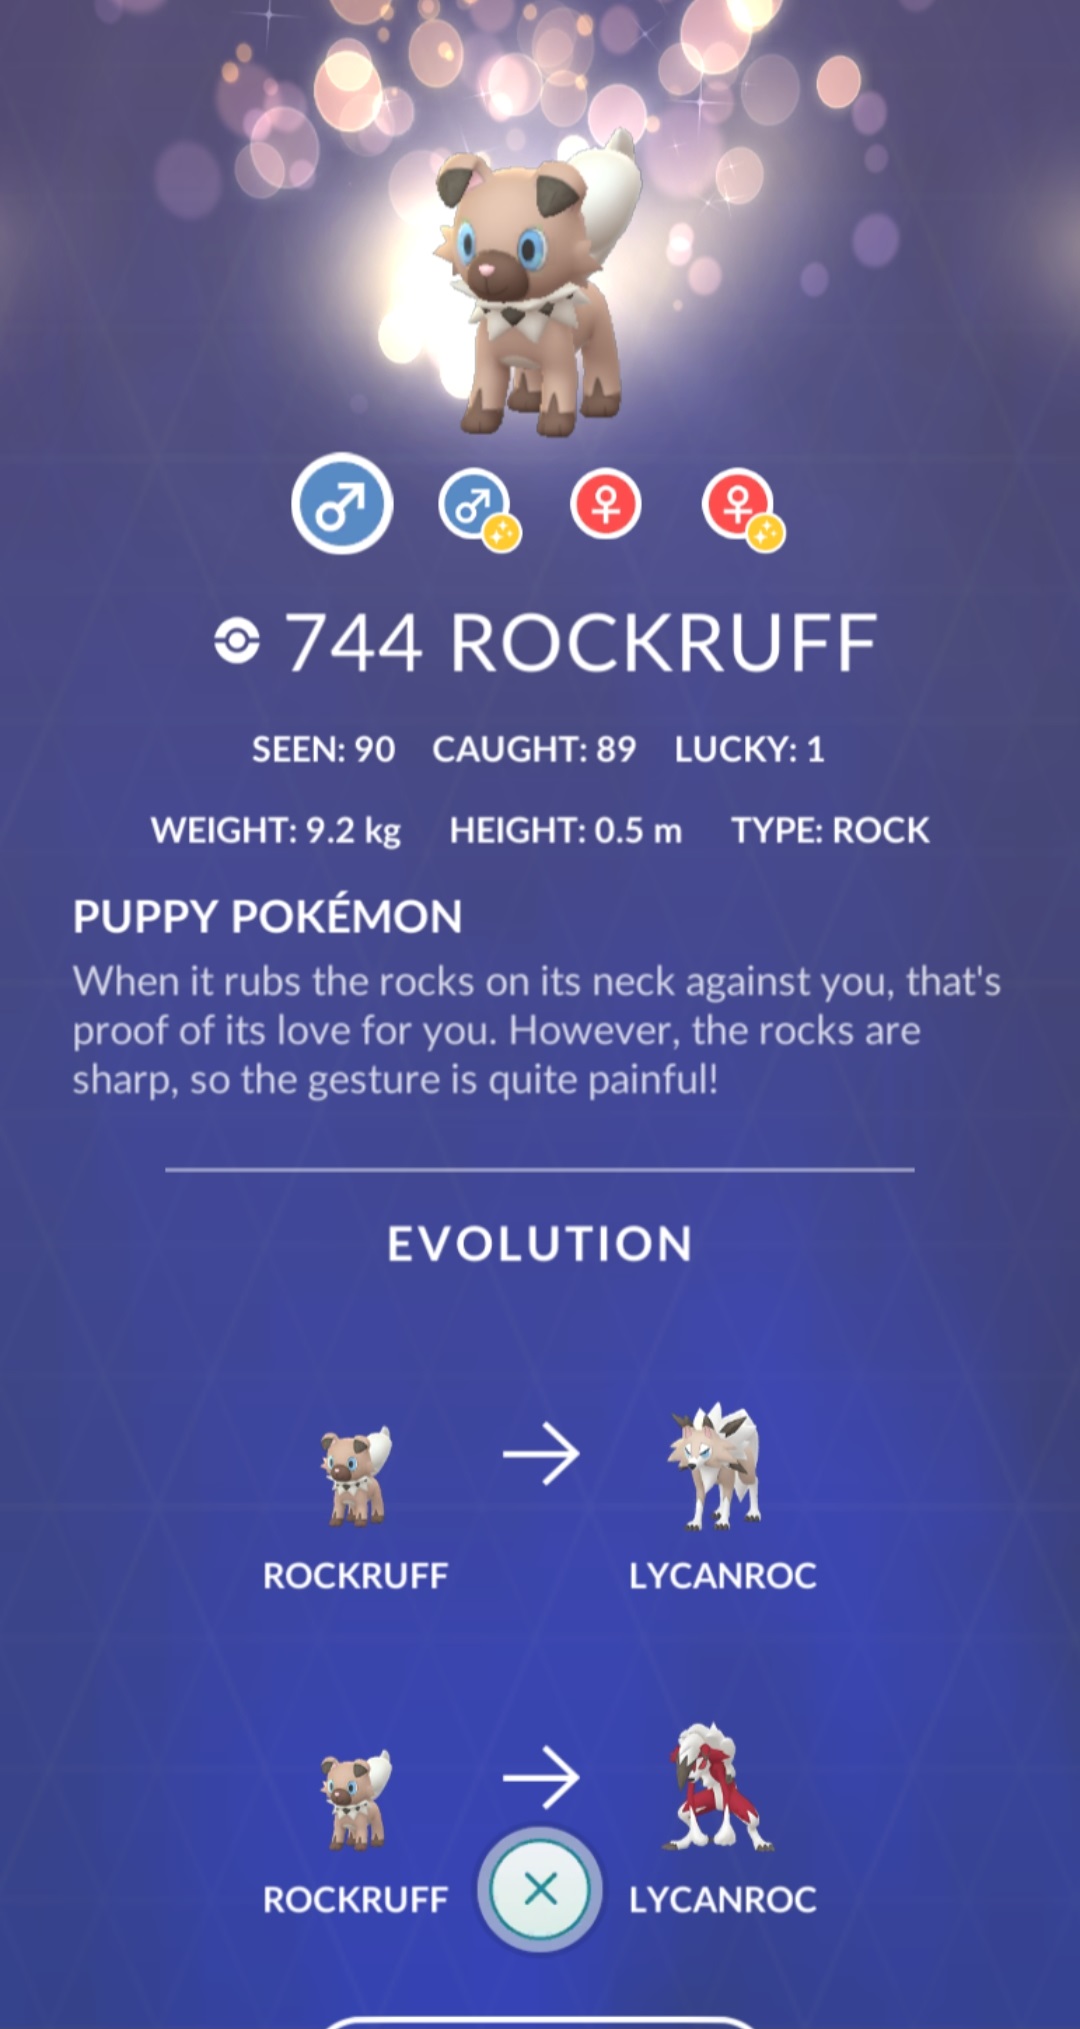 744 ROCKRUFF
SEEN: 90 CAUGHT: 89 LUCKY: 1
WEIGHT: 9.2 kg HEIGHT: 0.5 m TYPE: ROCK
PUPPY POKÉMON
When it rubs the rocks on its neck against you, that's
proof of its love for you. However, the rocks are
sharp, so the gesture is quite painful!
EVOLUTION
ROCKRUFF LYCANROC
ROCKRUFF LYCANROC